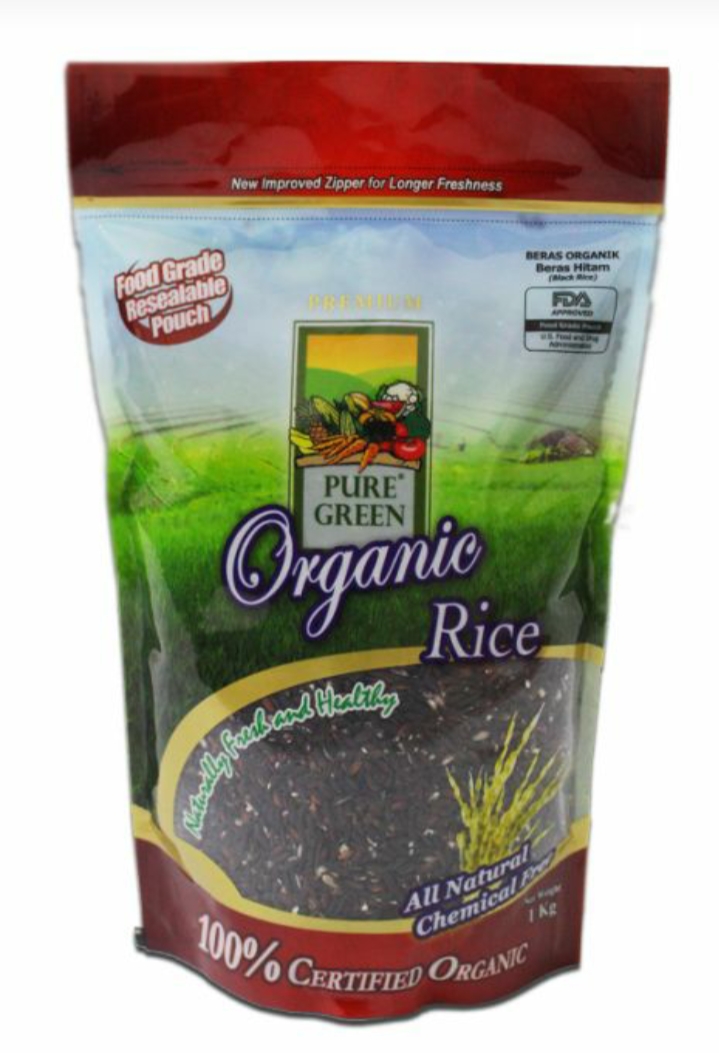 New Improved Zipper for Longer Freshness
Food Grade
Resealable
Pouch
BERAS ORGANIK
Beras Hitam
(Black Rice)
FDA
APPROVED
Food Grade Pouch
U.S. Food and Drug
Administration
PREMIUM
PURE®
GREEN
Organic
Rice
Naturally Fresh and Healthy
All Natural
Chemical Free
Net Weight
1 Kg
100% CERTIFIED ORGANIC